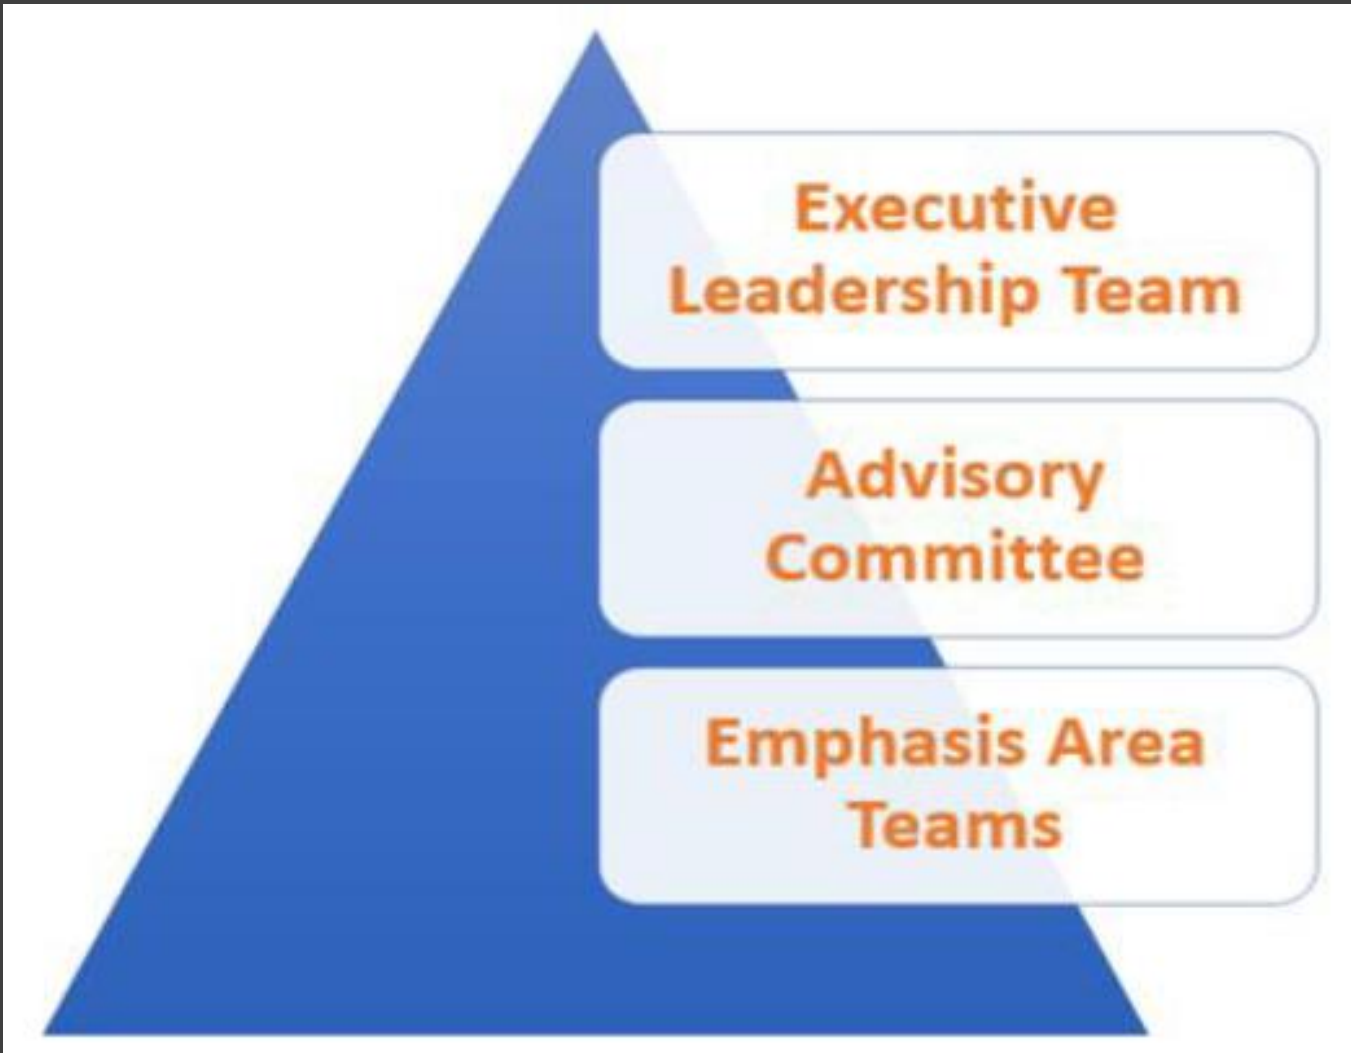 Executive
Leadership Team
Advisory
Committee
Emphasis Area
Teams